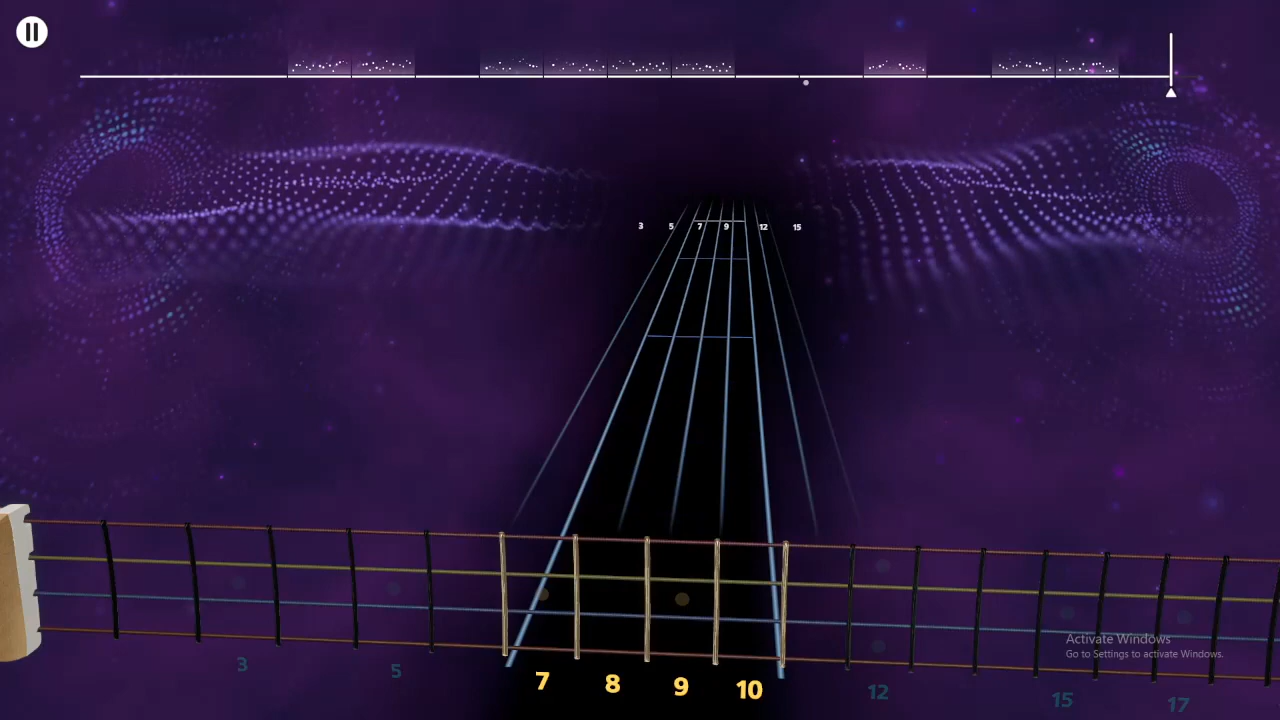 3 5 7 9 12 15
Activate Windows
Go to Settings to activate Windows.
3 5 7 8 9 10 12 15 17